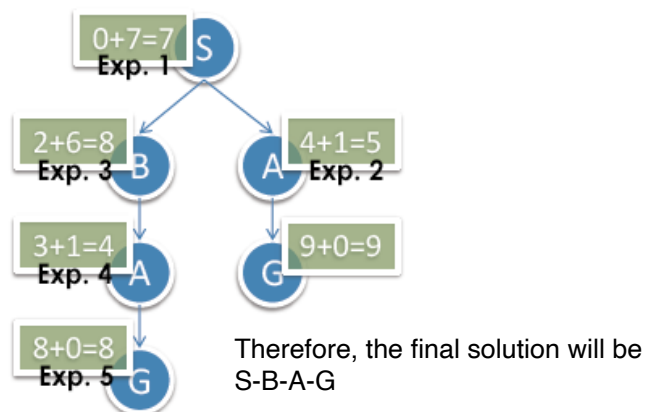 0+7=7
Exp. 1
S
2+6=8
Exp. 3
B
4+1=5
A
Exp. 2
3+1=4
Exp. 4
A
9+0=9
G
8+0=8
Exp. 5
G
Therefore, the final solution will be
S-B-A-G